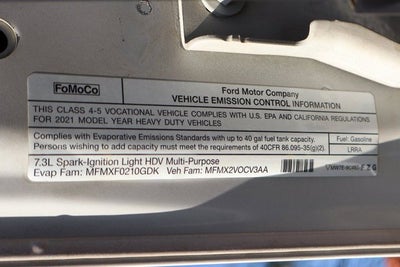 FoMoCo
Ford Motor Company
VEHICLE EMISSION CONTROL INFORMATION
THIS CLASS 4-5 VOCATIONAL VEHICLE COMPLIES WITH U.S. EPA AND CALIFORNIA REGULATIONS
FOR 2021 MODEL YEAR HEAVY DUTY VEHICLES
Complies with Evaporative Emissions Standards with up to 40 gal fuel tank capacity.
Persons wishing to add capacity must meet the requirements of 40CFR 86.095-35(g)(2).
Fuel: Gasoline
LRRA
7.3L Spark-Ignition Light HDV Multi-Purpose
Evap Fam: MFMXF0210GDK Veh Fam: MFMX2VOCV3AA
FZG